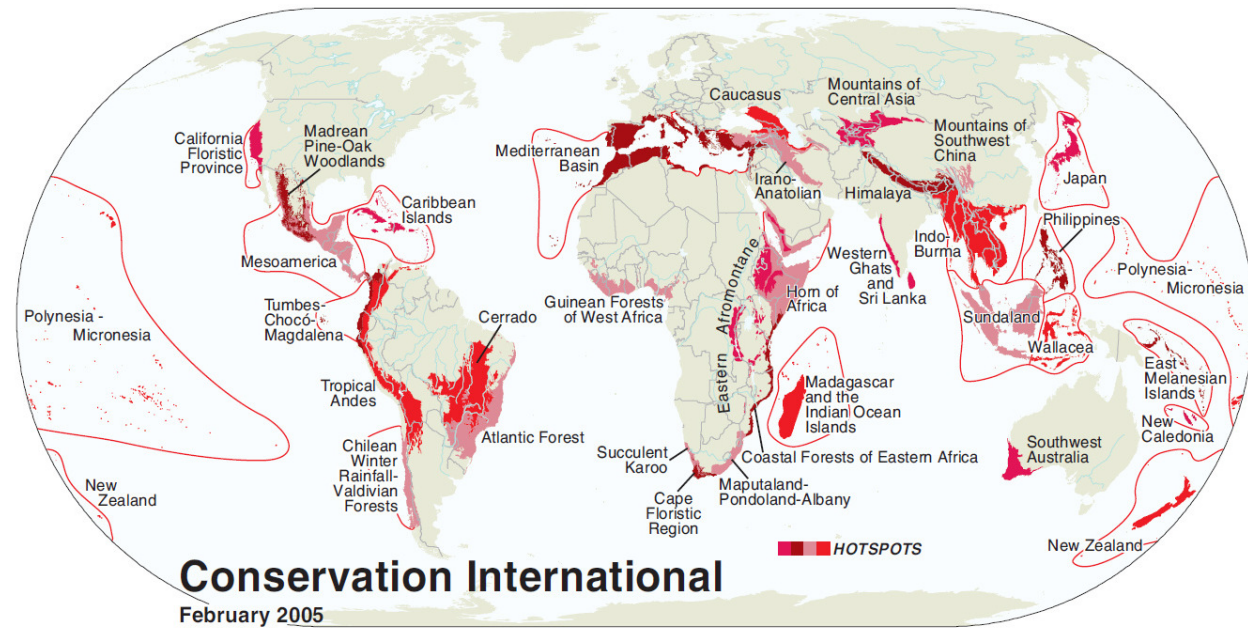 California
Floristic
Province
Madrean
Pine-Oak
Woodlands
Caribbean
Islands
Mesoamerica
Tumbes-
Chocó-
Magdalena
Polynesia -
Micronesia
Tropical
Andes
Cerrado
Atlantic Forest
Chilean
Winter
Rainfall-
Valdivian
Forests
New
Zealand
Mediterranean
Basin
Caucasus
Irano-
Anatolian
Mountains of
Central Asia
Mountains of
Southwest
China
Himalaya
Japan
Philippines
Indo-
Burma
Western
Ghats
and
Sri Lanka
Polynesia-
Micronesia
Guinean Forests
of West Africa
Eastern Afromontane
Horn of
Africa
Sundaland
Wallacea
East
Melanesian
Islands
New
Caledonia
Madagascar
and the
Indian Ocean
Islands
Coastal Forests of Eastern Africa
Succulent
Karoo
Cape
Floristic
Region
Maputaland-
Pondoland-Albany
Southwest
Australia
New Zealand
HOTSPOTS
Conservation International
February 2005